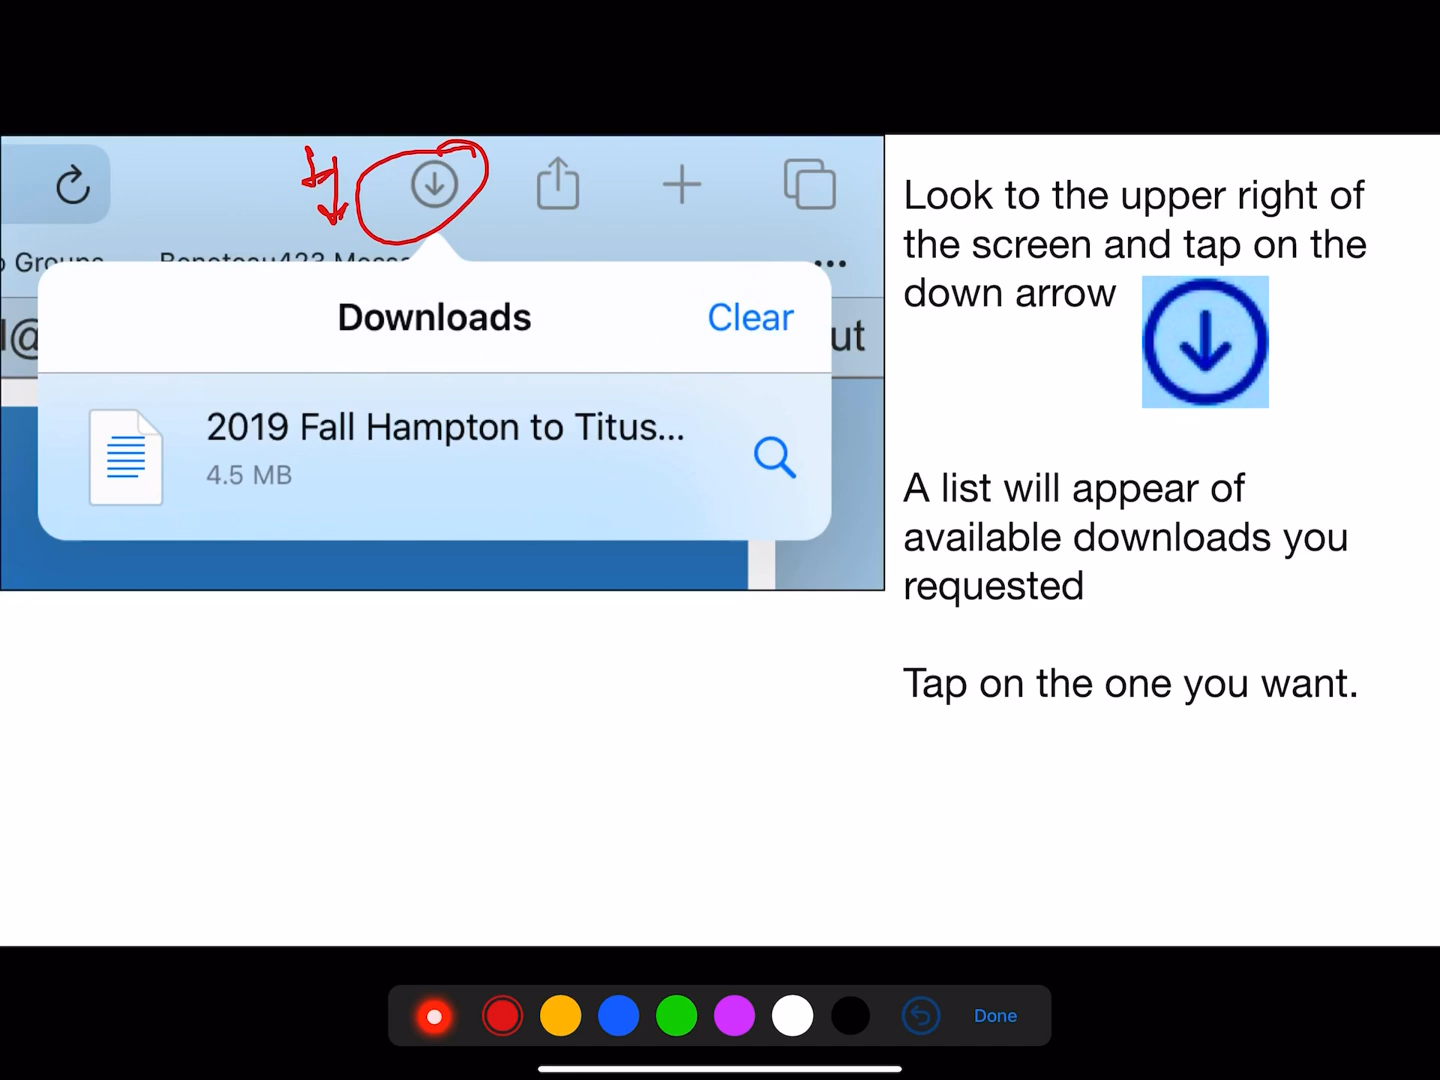 Groups
Downloads
Clear
l@
ut
2019 Fall Hampton to Titus...
4.5 MB
Look to the upper right of
the screen and tap on the
down arrow
A list will appear of
available downloads you
requested
Tap on the one you want.
Done